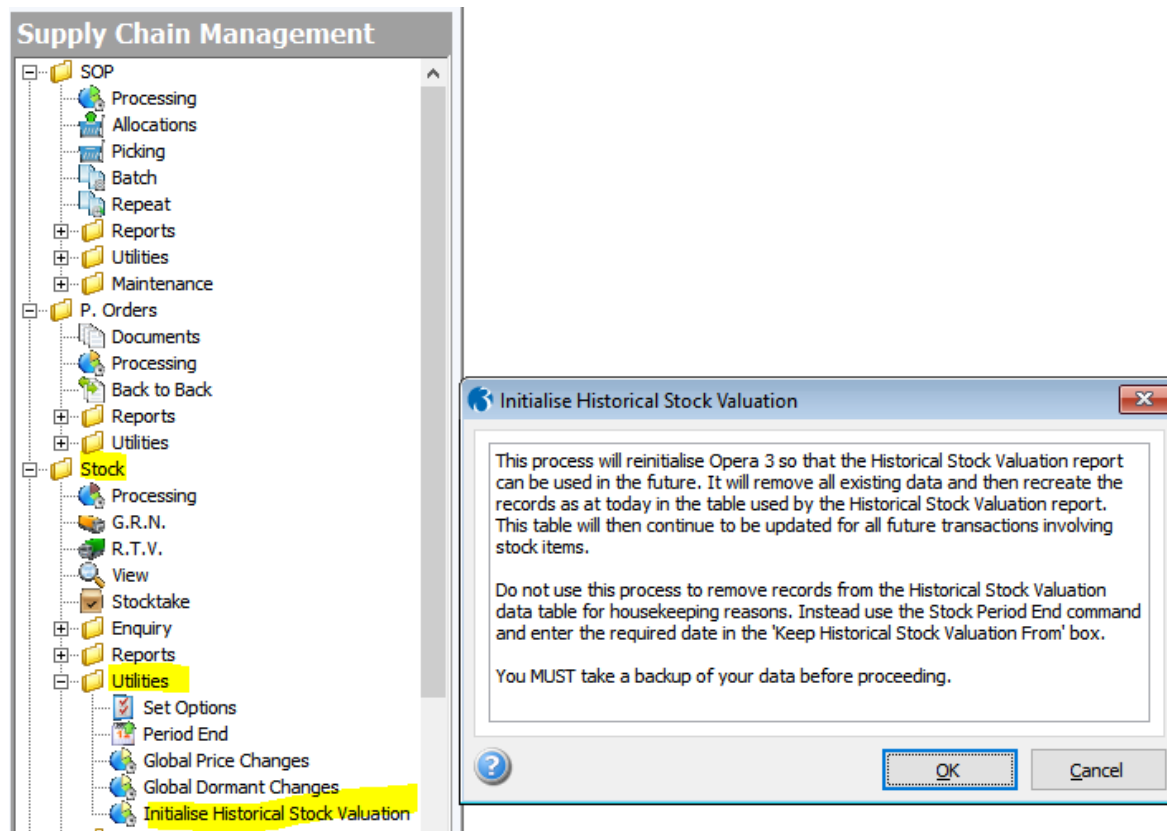 Supply Chain Management
SOP
Processing
Allocations
Picking
Batch
Repeat
Reports
Utilities
Maintenance
P. Orders
Documents
Processing
Back to Back
Reports
Utilities
Stock
Processing
G.R.N.
R.T.V.
View
Stocktake
Enquiry
Reports
Utilities
Set Options
Period End
Global Price Changes
Global Dormant Changes
Initialise Historical Stock Valuation
Initialise Historical Stock Valuation
This process will reinitialise Opera 3 so that the Historical Stock Valuation report
can be used in the future. It will remove all existing data and then recreate the
records as at today in the table used by the Historical Stock Valuation report.
This table will then continue to be updated for all future transactions involving
stock items.
Do not use this process to remove records from the Historical Stock Valuation
data table for housekeeping reasons. Instead use the Stock Period End command
and enter the required date in the 'Keep Historical Stock Valuation From' box.
You MUST take a backup of your data before proceeding.
OK
Cancel